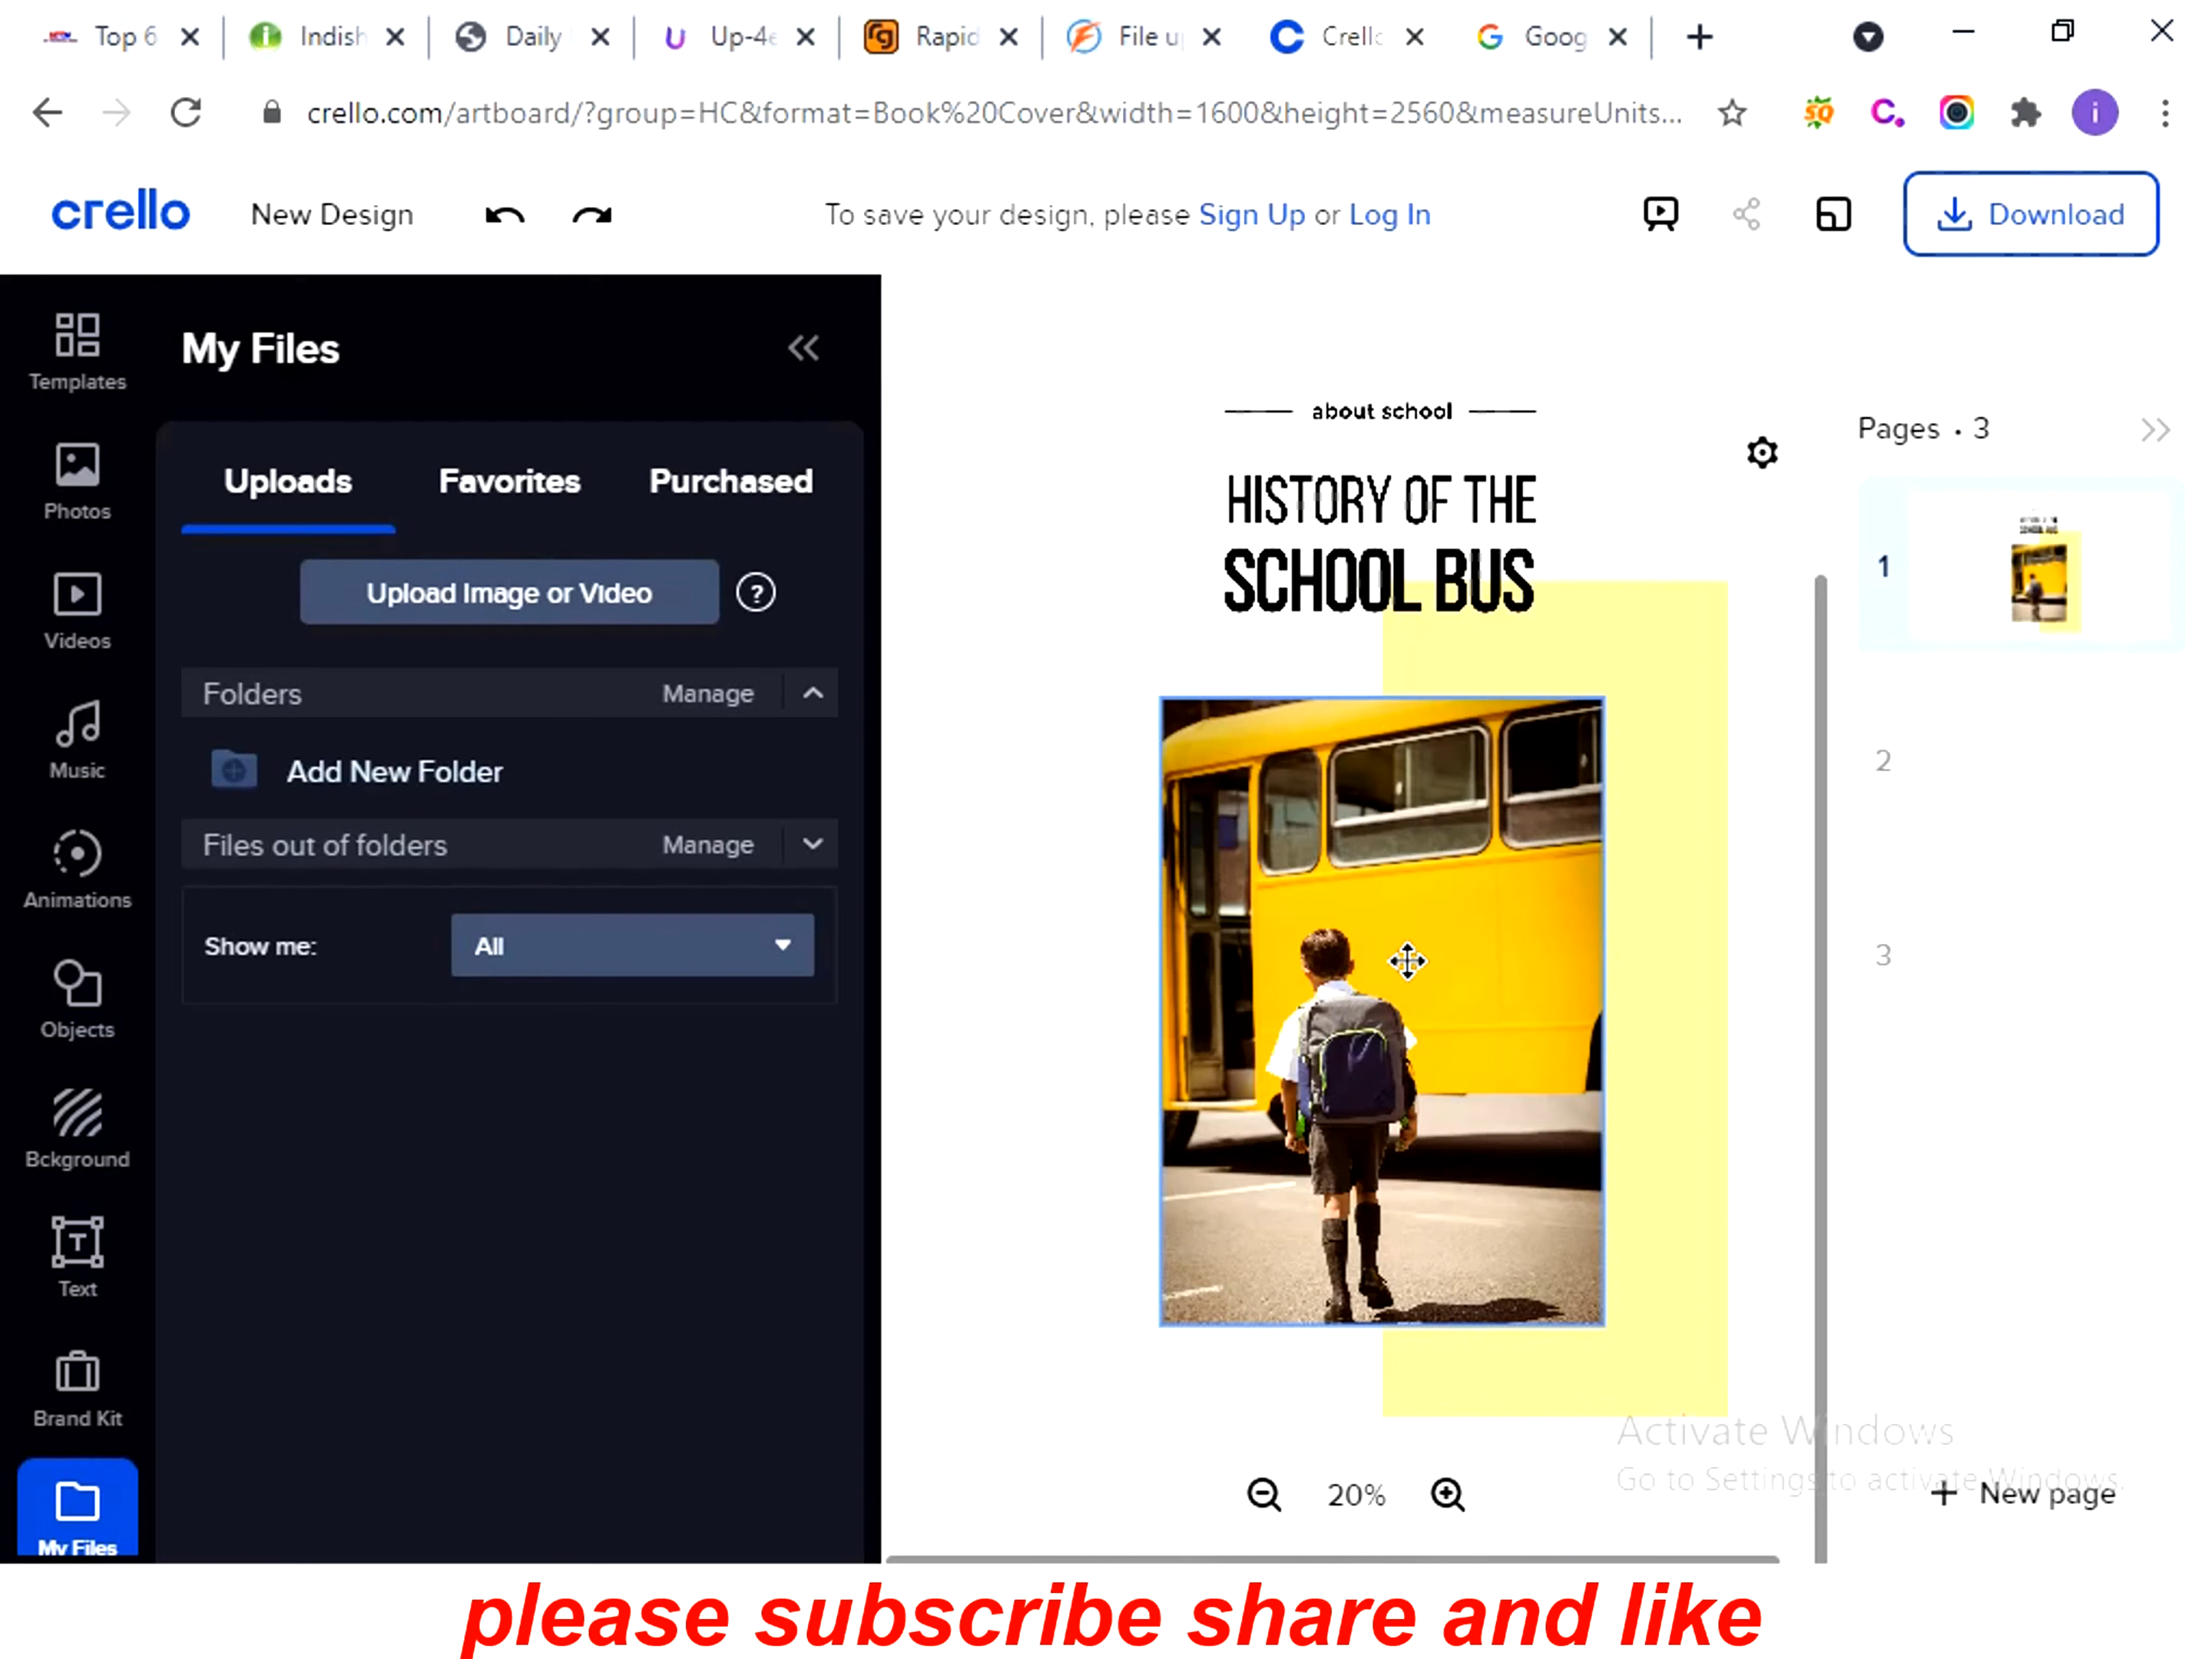 Top 6
Indish
Daily
Up-4e
Rapid
File u
Crello
Goog
crello.com/artboard/?group=HC&format=Book%20Cover&width=1600&height=2560&measureUnits...
i
crello
New Design
To save your design, please Sign Up or Log In
Download
Templates
Photos
Videos
Music
Animations
Objects
Bckground
Text
Brand Kit
My Files
My Files
Uploads
Favorites
Purchased
Upload Image or Video
?
Folders
Manage
Add New Folder
Files out of folders
Manage
Show me:
All
about school
HISTORY OF THE
SCHOOL BUS
20%
Pages · 3
1
2
3
Activate Windows
Go to Settings to activate Windows.
New page
please subscribe share and like